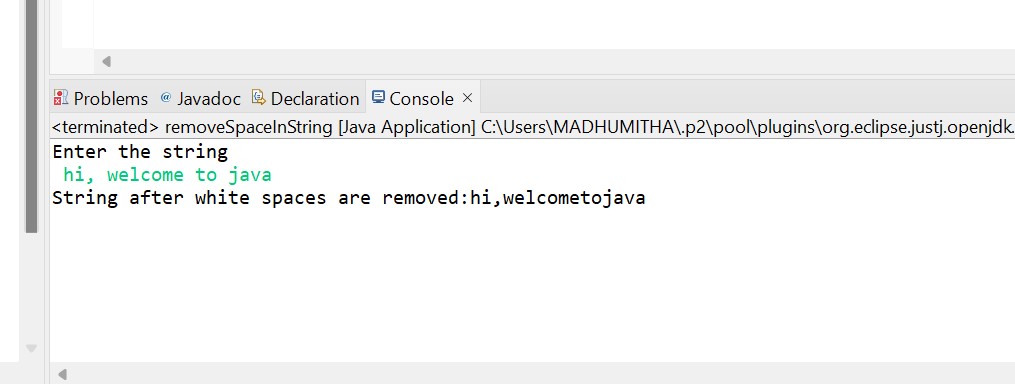 Problems @ Javadoc Declaration Console ×
<terminated> removeSpaceInString [Java Application] C:\Users\MADHUMITHA\.p2\pool\plugins\org.eclipse.justj.openjdk.
Enter the string
 hi, welcome to java
String after white spaces are removed:hi,welcometojava